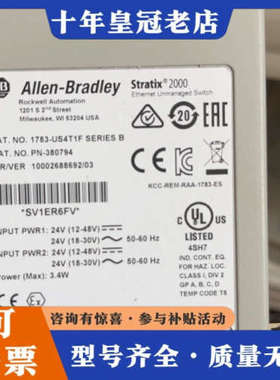 十年皇冠老店
Allen-Bradley
Stratix® 2000
Rockwell Automation
Ethernet Unmanaged Switch
1201 S 2nd Street
Milwaukee, WI 53204
AT. NO. 1783-US4T1F SERIES B
AT. NO. PN-380794
R/VER 10002688692/03
KCC-REM-RAA-1783-ES
*SV1ER6FV*
NPUT PWR1: 24V (12-48V)
24V (18-30V) 50-60 Hz
NPUT PWR2: 24V (12-48V)
24V (18-30V) 50-60 Hz
Power (Max): 3.4W
UL
US
LISTED
4SH7
IND. CONT. EQ.
FOR HAZ. LOC.
CLASS I, DIV 2
GP A, B, C, D
TEMP CODE T5
咨询有惊喜·参与补贴活动
票
型号齐全·质量保证